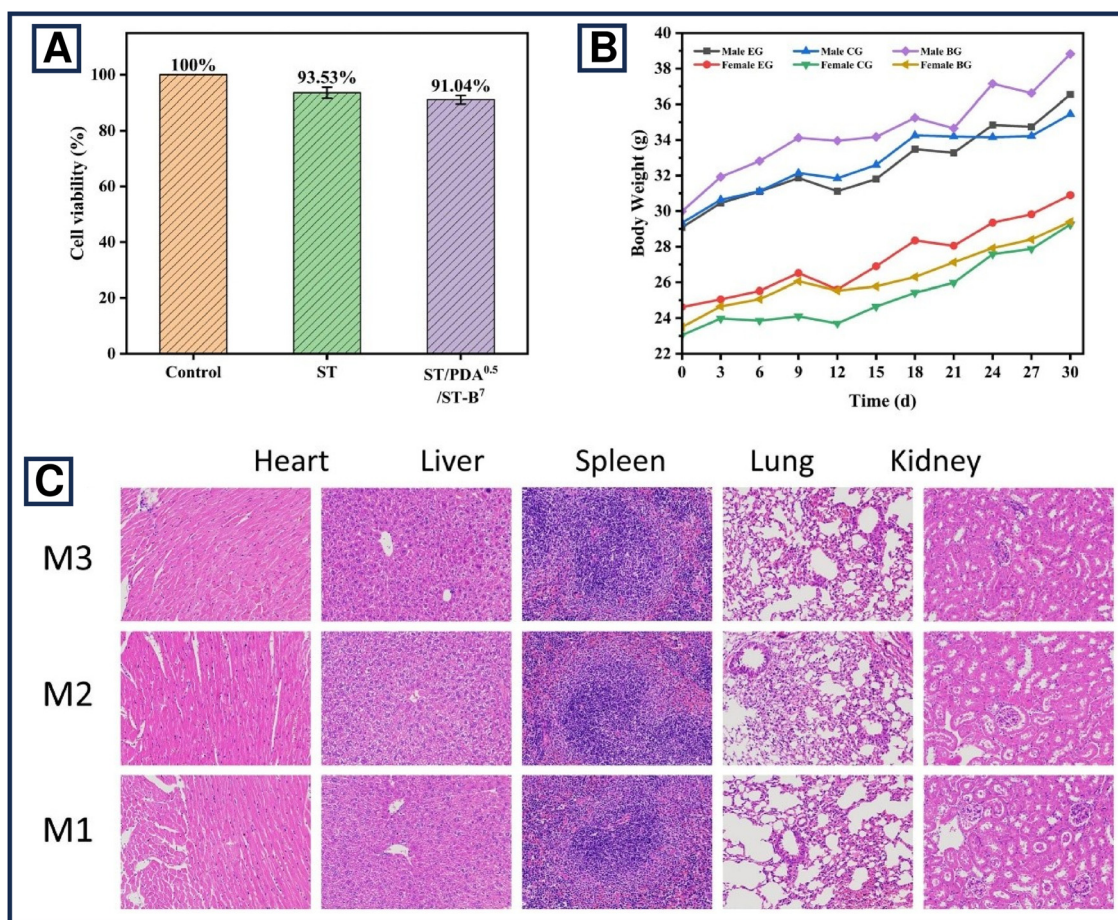 A
Cell viability (%)
100
80
60
40
20
0
100%
93.53%
91.04%
Control
ST
ST/PDA⁰·⁵
/ST-B⁷
B
Body Weight (g)
40
38
36
34
32
30
28
26
24
22
Male EG Male CG Male BG
Female EG Female CG Female BG
0 3 6 9 12 15 18 21 24 27 30
Time (d)
C
Heart Liver Spleen Lung Kidney
M3
M2
M1